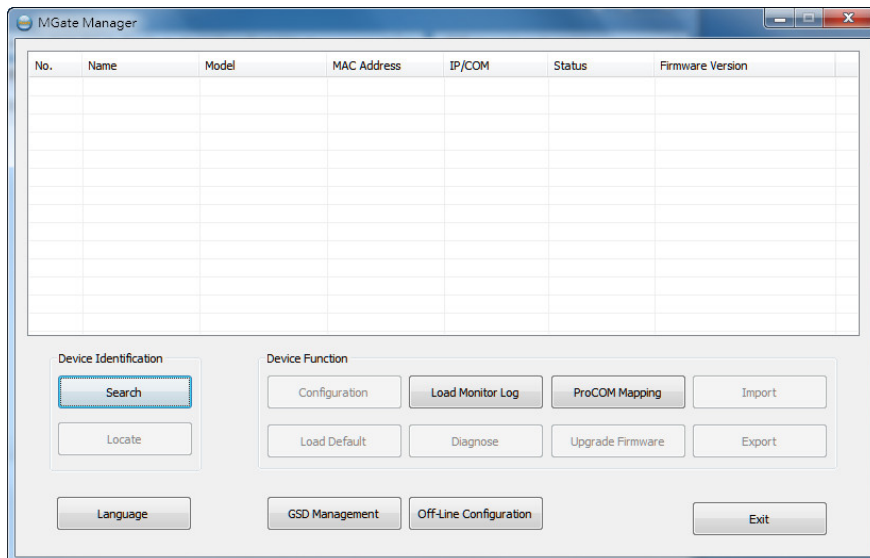 MGate Manager
No. Name Model MAC Address IP/COM Status Firmware Version
Device Identification Device Function
Search Configuration Load Monitor Log ProCOM Mapping Import
Locate Load Default Diagnose Upgrade Firmware Export
Language GSD Management Off-Line Configuration Exit